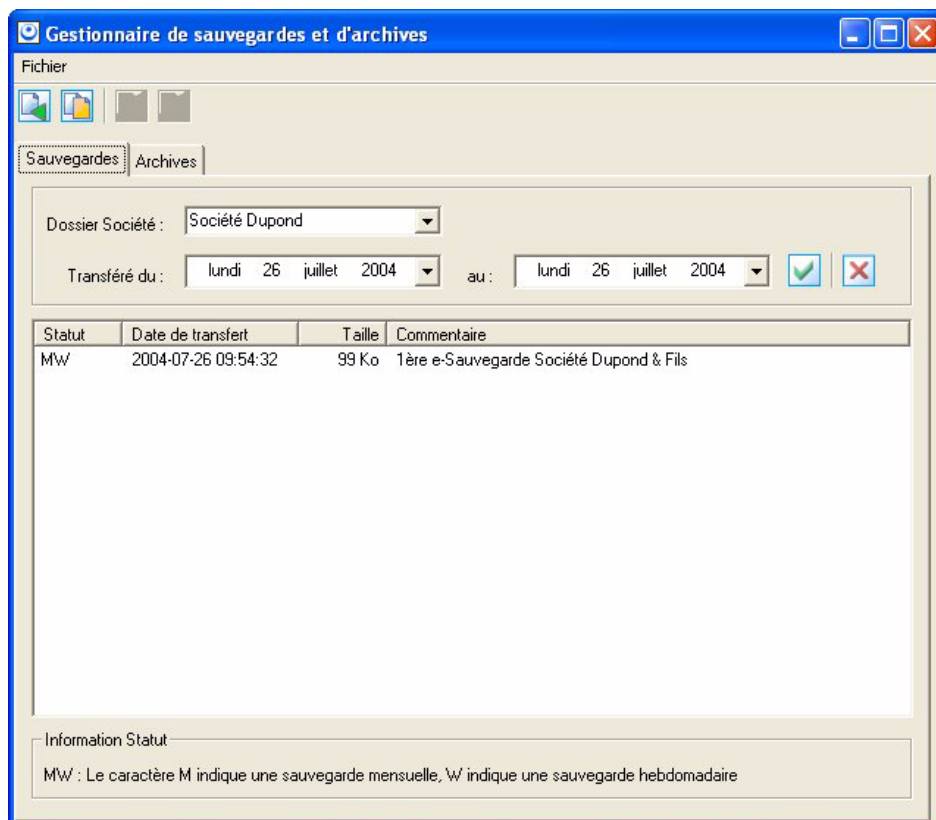 Gestionnaire de sauvegardes et d'archives
Fichier
Sauvegardes Archives
Dossier Société : Société Dupond
Transféré du : lundi 26 juillet 2004 au : lundi 26 juillet 2004
Statut Date de transfert Taille Commentaire
MW 2004-07-26 09:54:32 99 Ko 1ère e-Sauvegarde Société Dupond & Fils
Information Statut
MW : Le caractère M indique une sauvegarde mensuelle, W indique une sauvegarde hebdomadaire